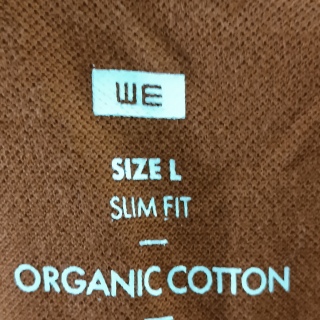 WE
SIZE L
SLIM FIT
ORGANIC COTTON